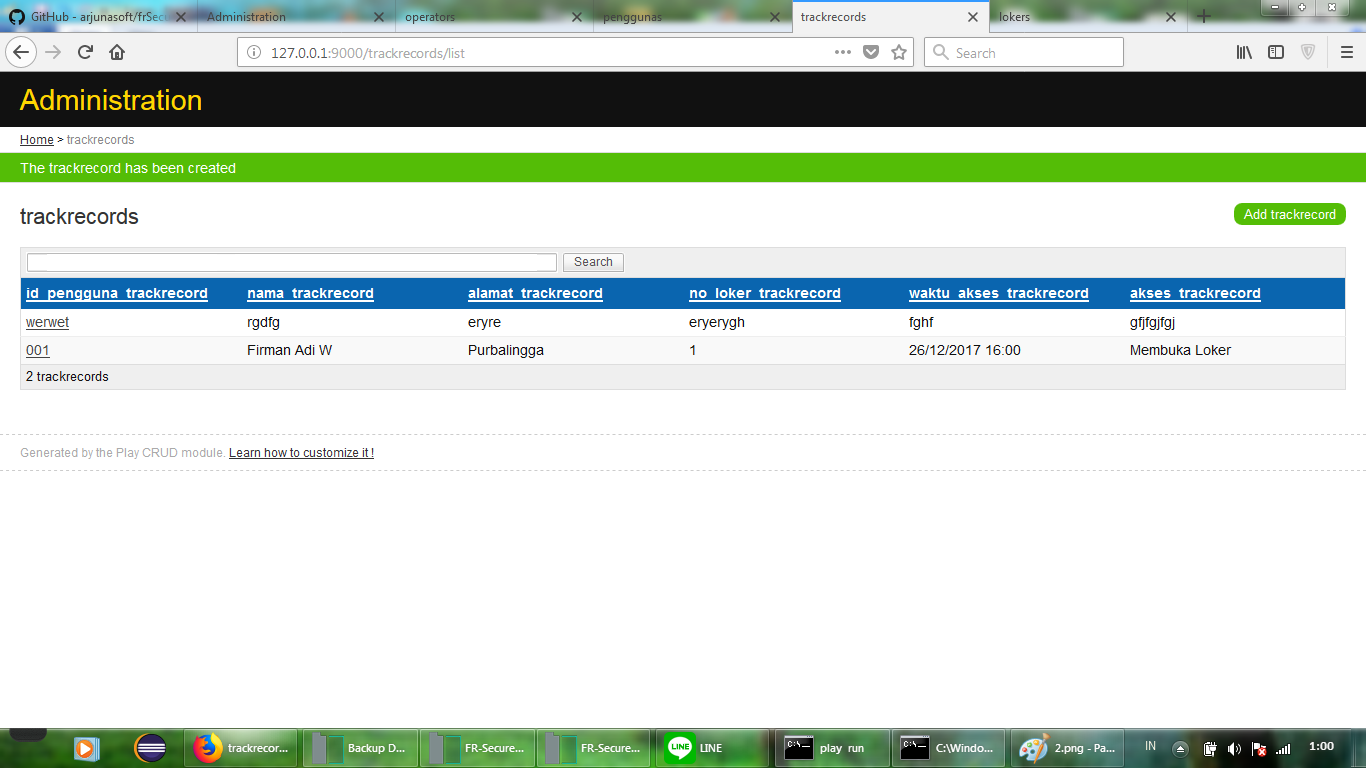 GitHub - arjunasoft/frSec
Administration
operators
penggunas
trackrecords
lokers
127.0.0.1:9000/trackrecords/list
Search
Administration
Home > trackrecords
The trackrecord has been created
trackrecords
Add trackrecord
Search
id_pengguna_trackrecord nama_trackrecord alamat_trackrecord no_loker_trackrecord waktu_akses_trackrecord akses_trackrecord
werwet rgdfg eryre eryerygh fghf gfjfgjfgj
001 Firman Adi W Purbalingga 1 26/12/2017 16:00 Membuka Loker
2 trackrecords
Generated by the Play CRUD module. Learn how to customize it !
trackrecor...
Backup D...
FR-Secure...
FR-Secure...
LINE
LINE
C:\-
play run
C:\-
C:\Windo...
2.png - Pa...
IN
1:00